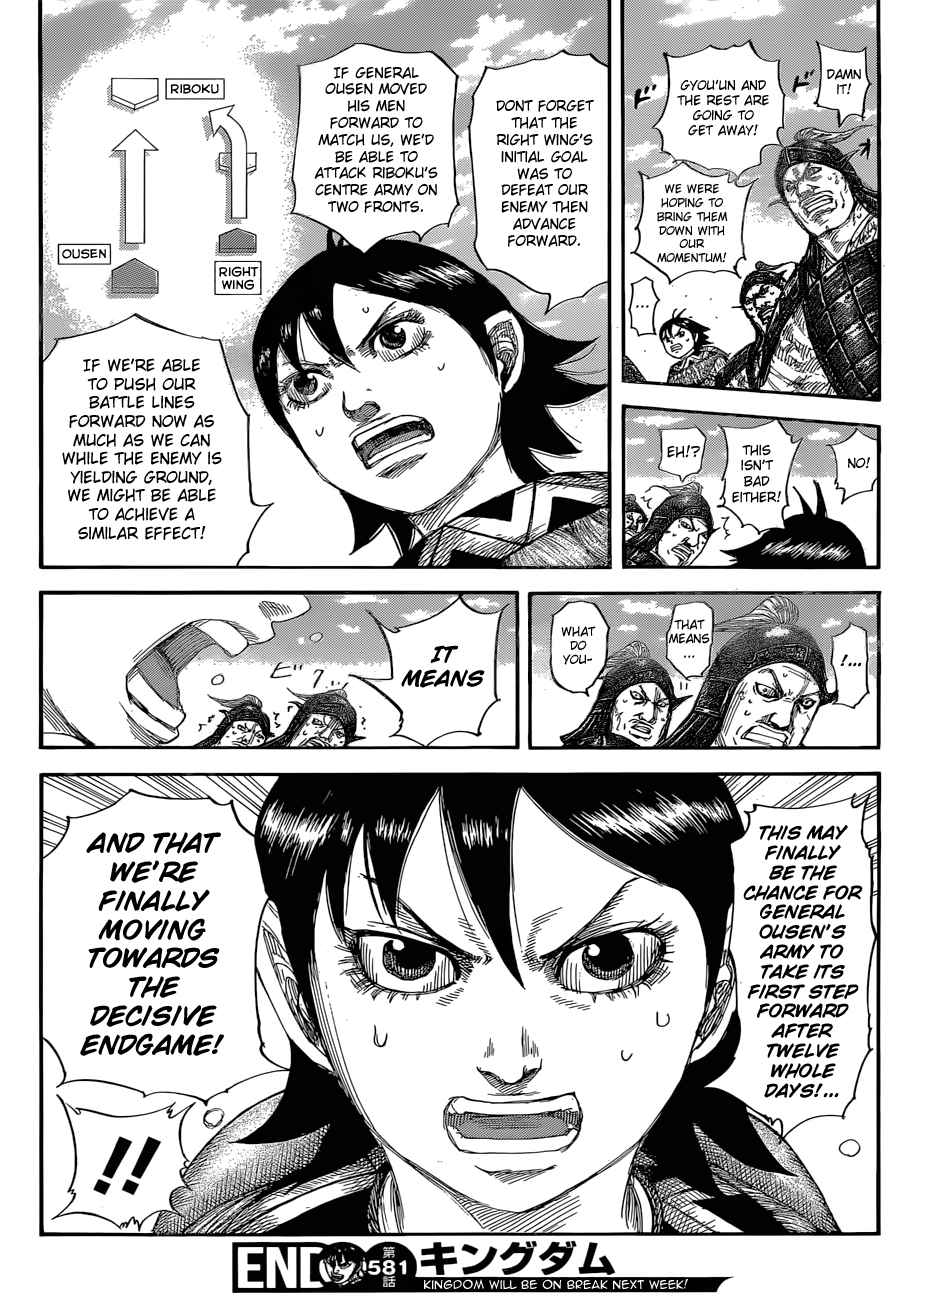 DAMN
IT!
GYOU'UN AND
THE REST ARE
GOING TO
GET AWAY!
ドドド
WE WERE
HOPING TO
BRING THEM
DOWN WITH
OUR
MOMENTUM!
...
DONT FORGET
THAT THE
RIGHT WING'S
INITIAL GOAL
WAS TO
DEFEAT OUR
ENEMY THEN
ADVANCE
FORWARD.
IF GENERAL
OUSEN MOVED
HIS MEN
FORWARD TO
MATCH US, WE'D
BE ABLE TO
ATTACK RIBOKU'S
CENTRE ARMY ON
TWO FRONTS.
RIBOKU
OUSEN
RIGHT
WING
IF WE'RE ABLE
TO PUSH OUR
BATTLE LINES
FORWARD NOW AS
MUCH AS WE CAN
WHILE THE ENEMY IS
YIELDING GROUND,
WE MIGHT BE ABLE
TO ACHIEVE A
SIMILAR EFFECT!
NO!
THIS
ISN'T
BAD
EITHER!
EH!?
!...
THAT
MEANS
...
WHAT
DO
YOU-
IT
MEANS
THIS MAY
FINALLY
BE THE
CHANCE FOR
GENERAL
OUSEN'S
ARMY TO
TAKE ITS
FIRST STEP
FORWARD
AFTER
TWELVE
WHOLE
DAYS!...
AND THAT
WE'RE
FINALLY
MOVING
TOWARDS
THE
DECISIVE
ENDGAME!
!!
END 第581話 キングダム
KINGDOM WILL BE ON BREAK NEXT WEEK!